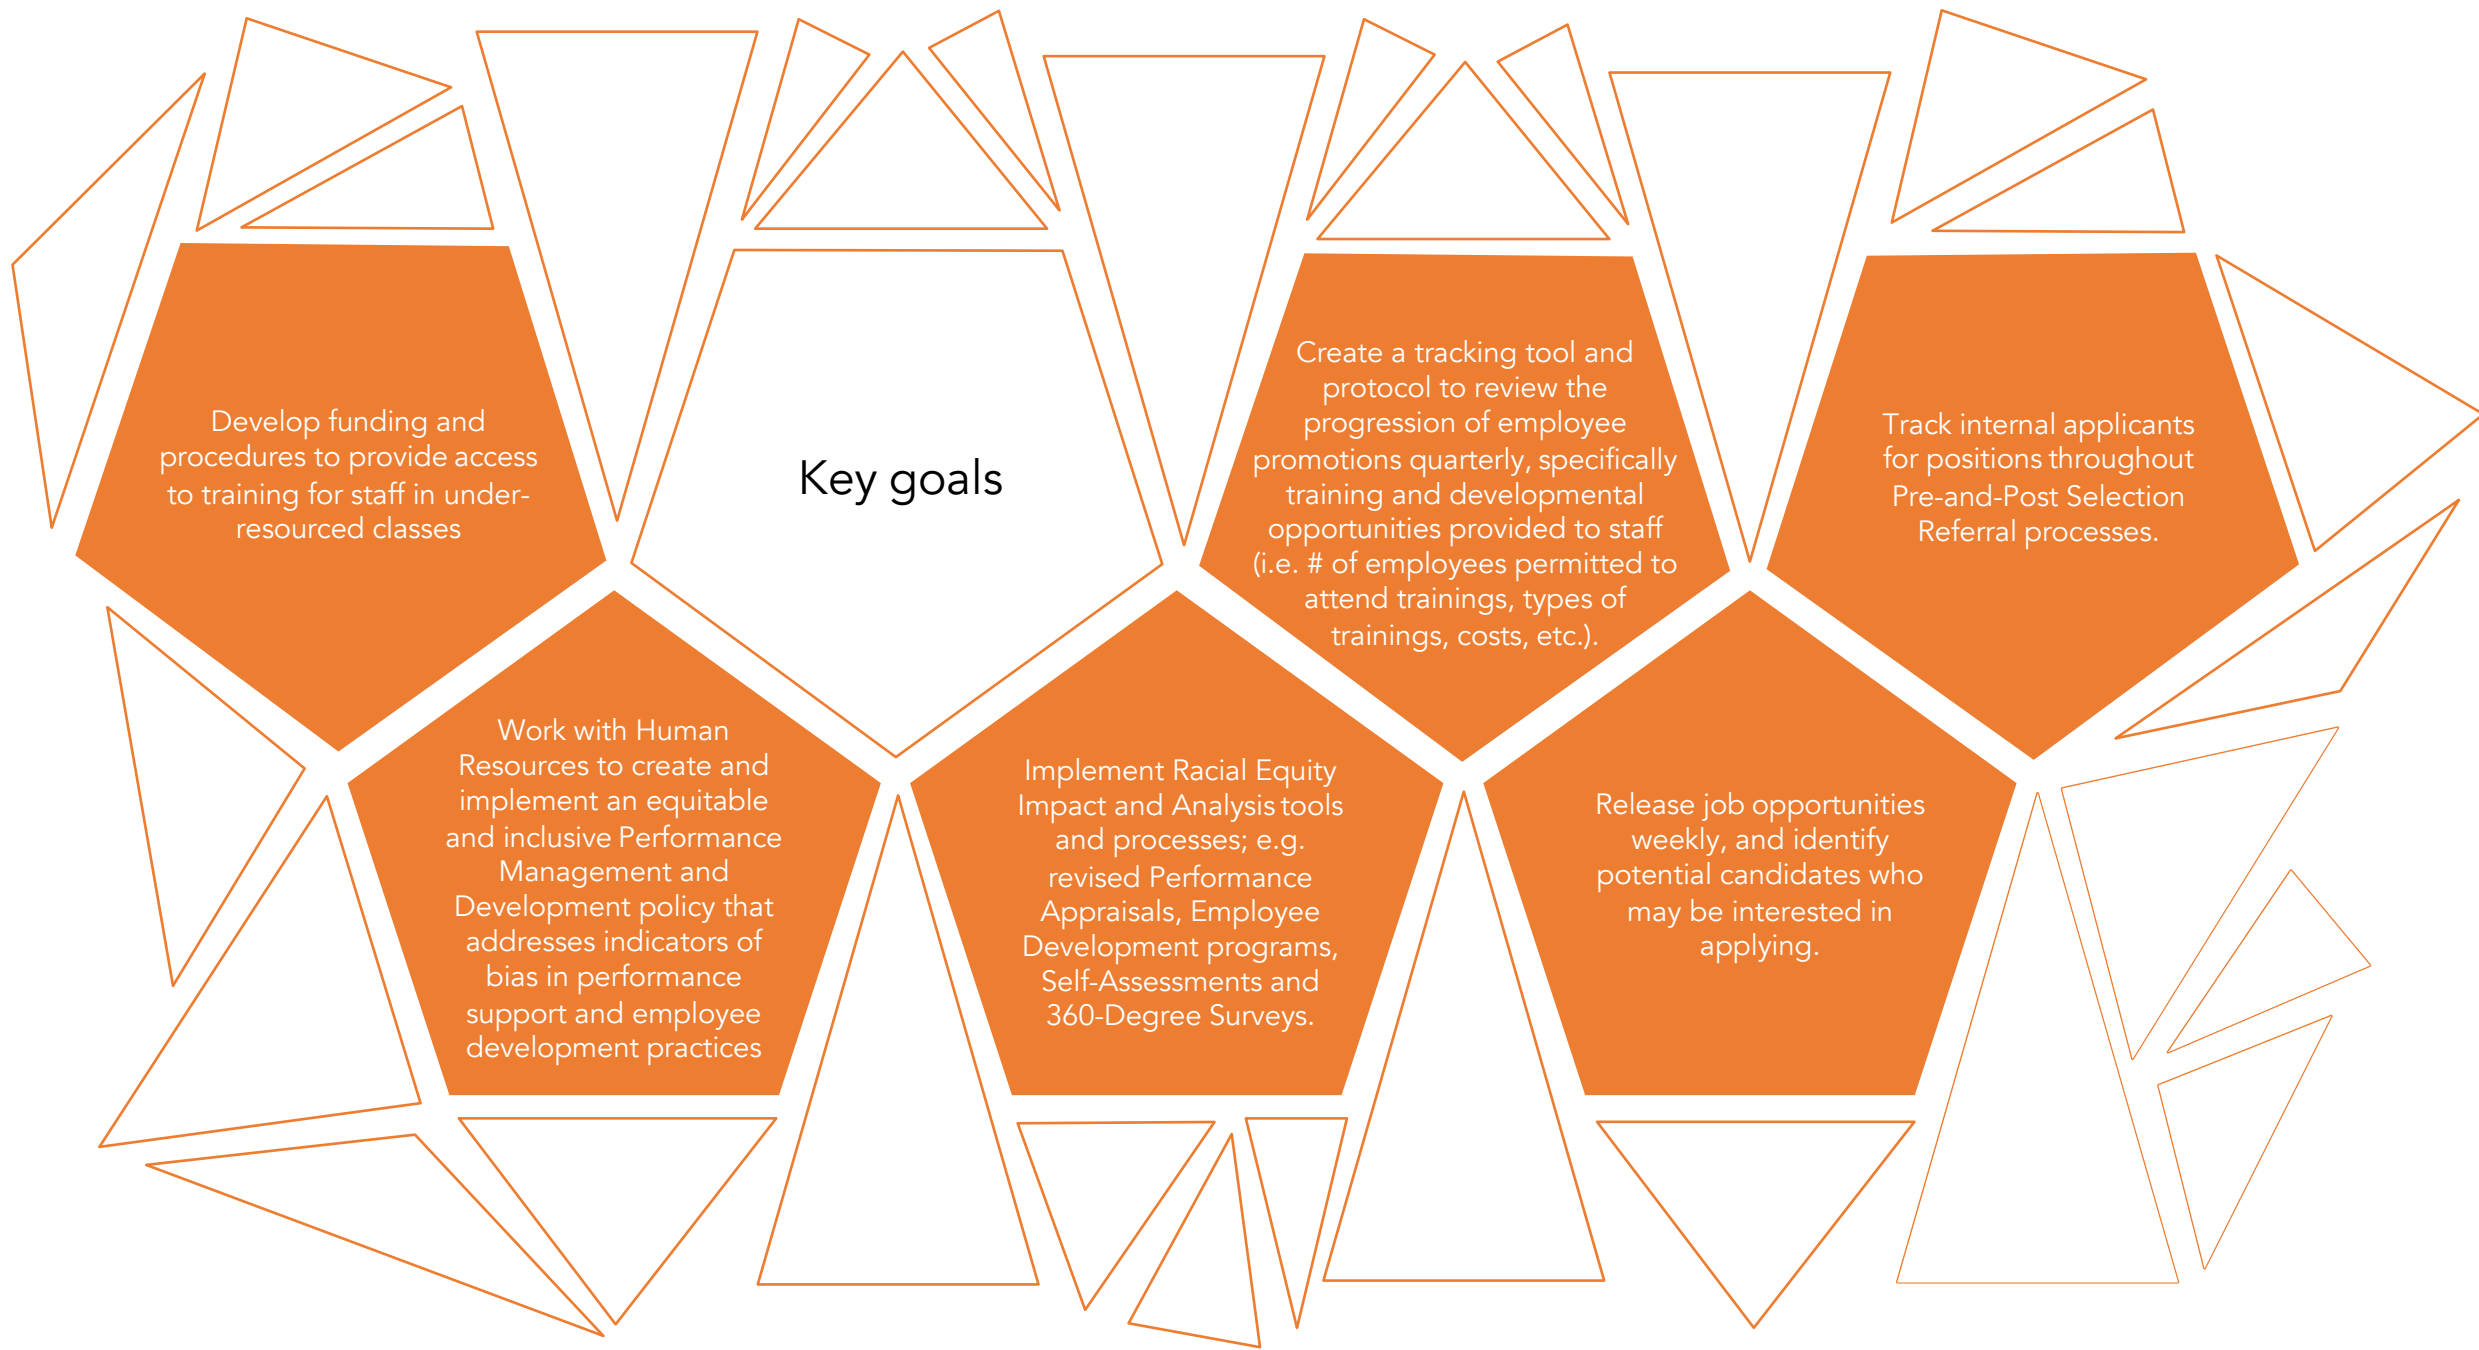 Develop funding and
procedures to provide access
to training for staff in under-
resourced classes
Key goals
Create a tracking tool and
protocol to review the
progression of employee
promotions quarterly, specifically
training and developmental
opportunities provided to staff
(i.e. # of employees permitted to
attend trainings, types of
trainings, costs, etc.).
Track internal applicants
for positions throughout
Pre-and-Post Selection
Referral processes.
Work with Human
Resources to create and
implement an equitable
and inclusive Performance
Management and
Development policy that
addresses indicators of
bias in performance
support and employee
development practices
Implement Racial Equity
Impact and Analysis tools
and processes; e.g.
revised Performance
Appraisals, Employee
Development programs,
Self-Assessments and
360-Degree Surveys.
Release job opportunities
weekly, and identify
potential candidates who
may be interested in
applying.